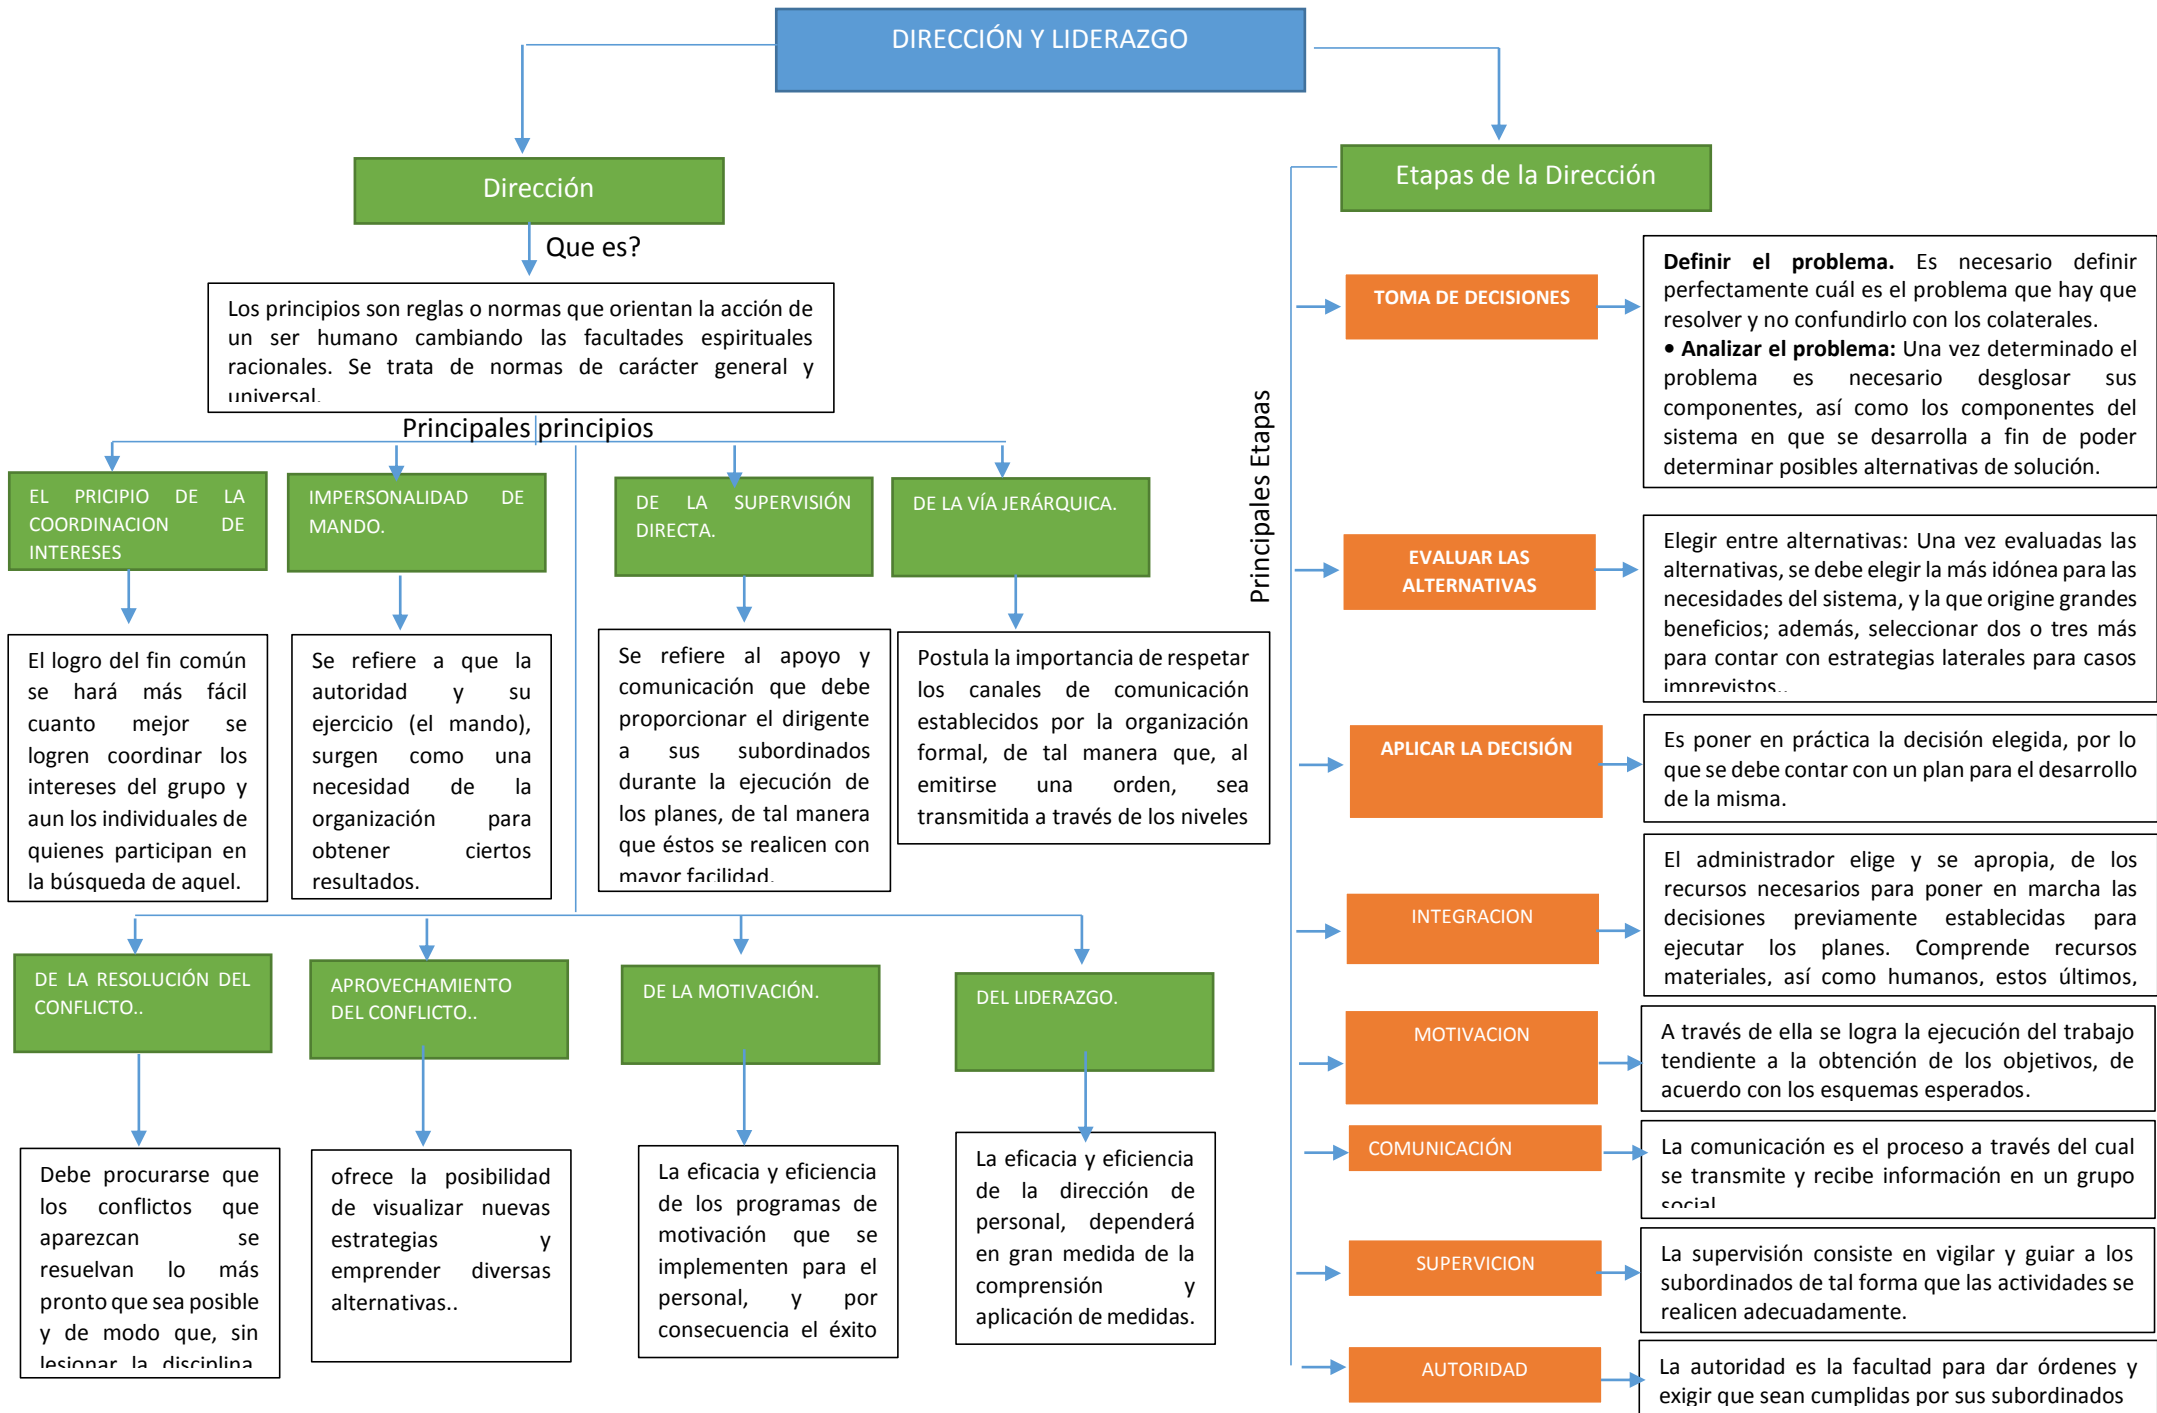 DIRECCIÓN Y LIDERAZGO
Dirección
Que es?
Los principios son reglas o normas que orientan la acción de
un ser humano cambiando las facultades espirituales
racionales. Se trata de normas de carácter general y
universal.
Principales principios
EL PRICIPIO DE LA
COORDINACION DE
INTERESES
IMPERSONALIDAD DE
MANDO.
DE LA SUPERVISIÓN
DIRECTA.
DE LA VÍA JERÁRQUICA.
El logro del fin común
se hará más fácil
cuanto mejor se
logren coordinar los
intereses del grupo y
aun los individuales de
quienes participan en
la búsqueda de aquel.
Se refiere a que la
autoridad y su
ejercicio (el mando),
surgen como una
necesidad de la
organización para
obtener ciertos
resultados.
Se refiere al apoyo y
comunicación que debe
proporcionar el dirigente
a sus subordinados
durante la ejecución de
los planes, de tal manera
que éstos se realicen con
mayor facilidad.
Postula la importancia de respetar
los canales de comunicación
establecidos por la organización
formal, de tal manera que, al
emitirse una orden, sea
transmitida a través de los niveles
DE LA RESOLUCIÓN DEL
CONFLICTO..
APROVECHAMIENTO
DEL CONFLICTO..
DE LA MOTIVACIÓN.
DEL LIDERAZGO.
Debe procurarse que
los conflictos que
aparezcan se
resuelvan lo más
pronto que sea posible
y de modo que, sin
lesionar la disciplina,
ofrece la posibilidad
de visualizar nuevas
estrategias y
emprender diversas
alternativas..
La eficacia y eficiencia
de los programas de
motivación que se
implementen para el
personal, y por
consecuencia el éxito
La eficacia y eficiencia
de la dirección de
personal, dependerá
en gran medida de la
comprensión y
aplicación de medidas.
Etapas de la Dirección
Principales Etapas
TOMA DE DECISIONES
Definir el problema. Es necesario definir
perfectamente cuál es el problema que hay que
resolver y no confundirlo con los colaterales.
• Analizar el problema: Una vez determinado el
problema es necesario desglosar sus
componentes, así como los componentes del
sistema en que se desarrolla a fin de poder
determinar posibles alternativas de solución.
EVALUAR LAS
ALTERNATIVAS
Elegir entre alternativas: Una vez evaluadas las
alternativas, se debe elegir la más idónea para las
necesidades del sistema, y la que origine grandes
beneficios; además, seleccionar dos o tres más
para contar con estrategias laterales para casos
imprevistos..
APLICAR LA DECISIÓN
Es poner en práctica la decisión elegida, por lo
que se debe contar con un plan para el desarrollo
de la misma.
INTEGRACION
El administrador elige y se apropia, de los
recursos necesarios para poner en marcha las
decisiones previamente establecidas para
ejecutar los planes. Comprende recursos
materiales, así como humanos, estos últimos,
MOTIVACION
A través de ella se logra la ejecución del trabajo
tendiente a la obtención de los objetivos, de
acuerdo con los esquemas esperados.
COMUNICACIÓN
La comunicación es el proceso a través del cual
se transmite y recibe información en un grupo
social
SUPERVICION
La supervisión consiste en vigilar y guiar a los
subordinados de tal forma que las actividades se
realicen adecuadamente.
AUTORIDAD
La autoridad es la facultad para dar órdenes y
exigir que sean cumplidas por sus subordinados